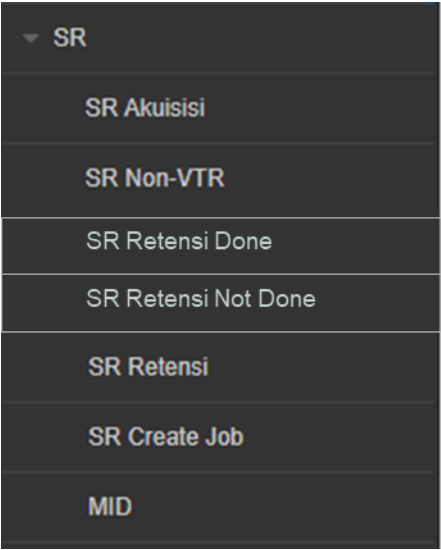 SR
SR Akuisisi
SR Non-VTR
SR Retensi Done
SR Retensi Not Done
SR Retensi
SR Create Job
MID